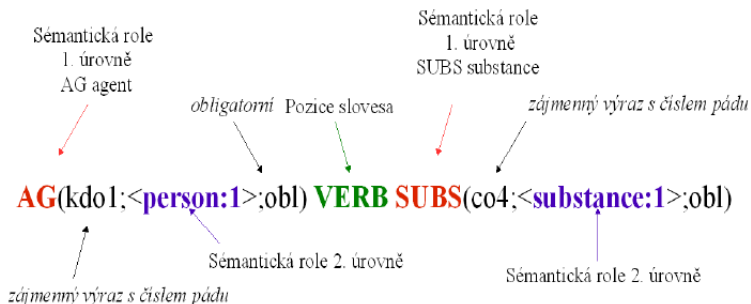 Sémantická role
1. úrovně
AG agent
Sémantická role
1. úrovně
SUBS substance
obligatorní
Pozice slovesa
zájmenný výraz s číslem pádu
AG(kdo1;<person:1>;obl) VERB SUBS(co4;<substance:1>;obl)
Sémantická role 2. úrovně
Sémantická role 2. úrovně
zájmenný výraz s číslem pádu